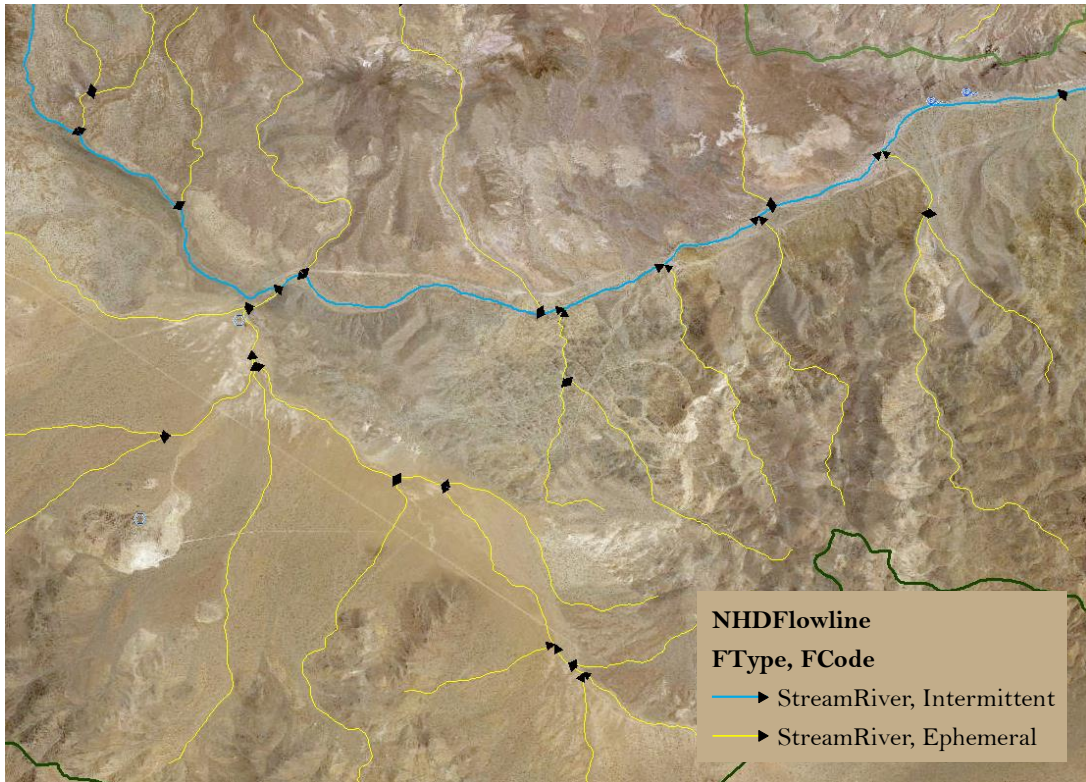 NHDFlowline
FType, FCode
StreamRiver, Intermittent
StreamRiver, Ephemeral